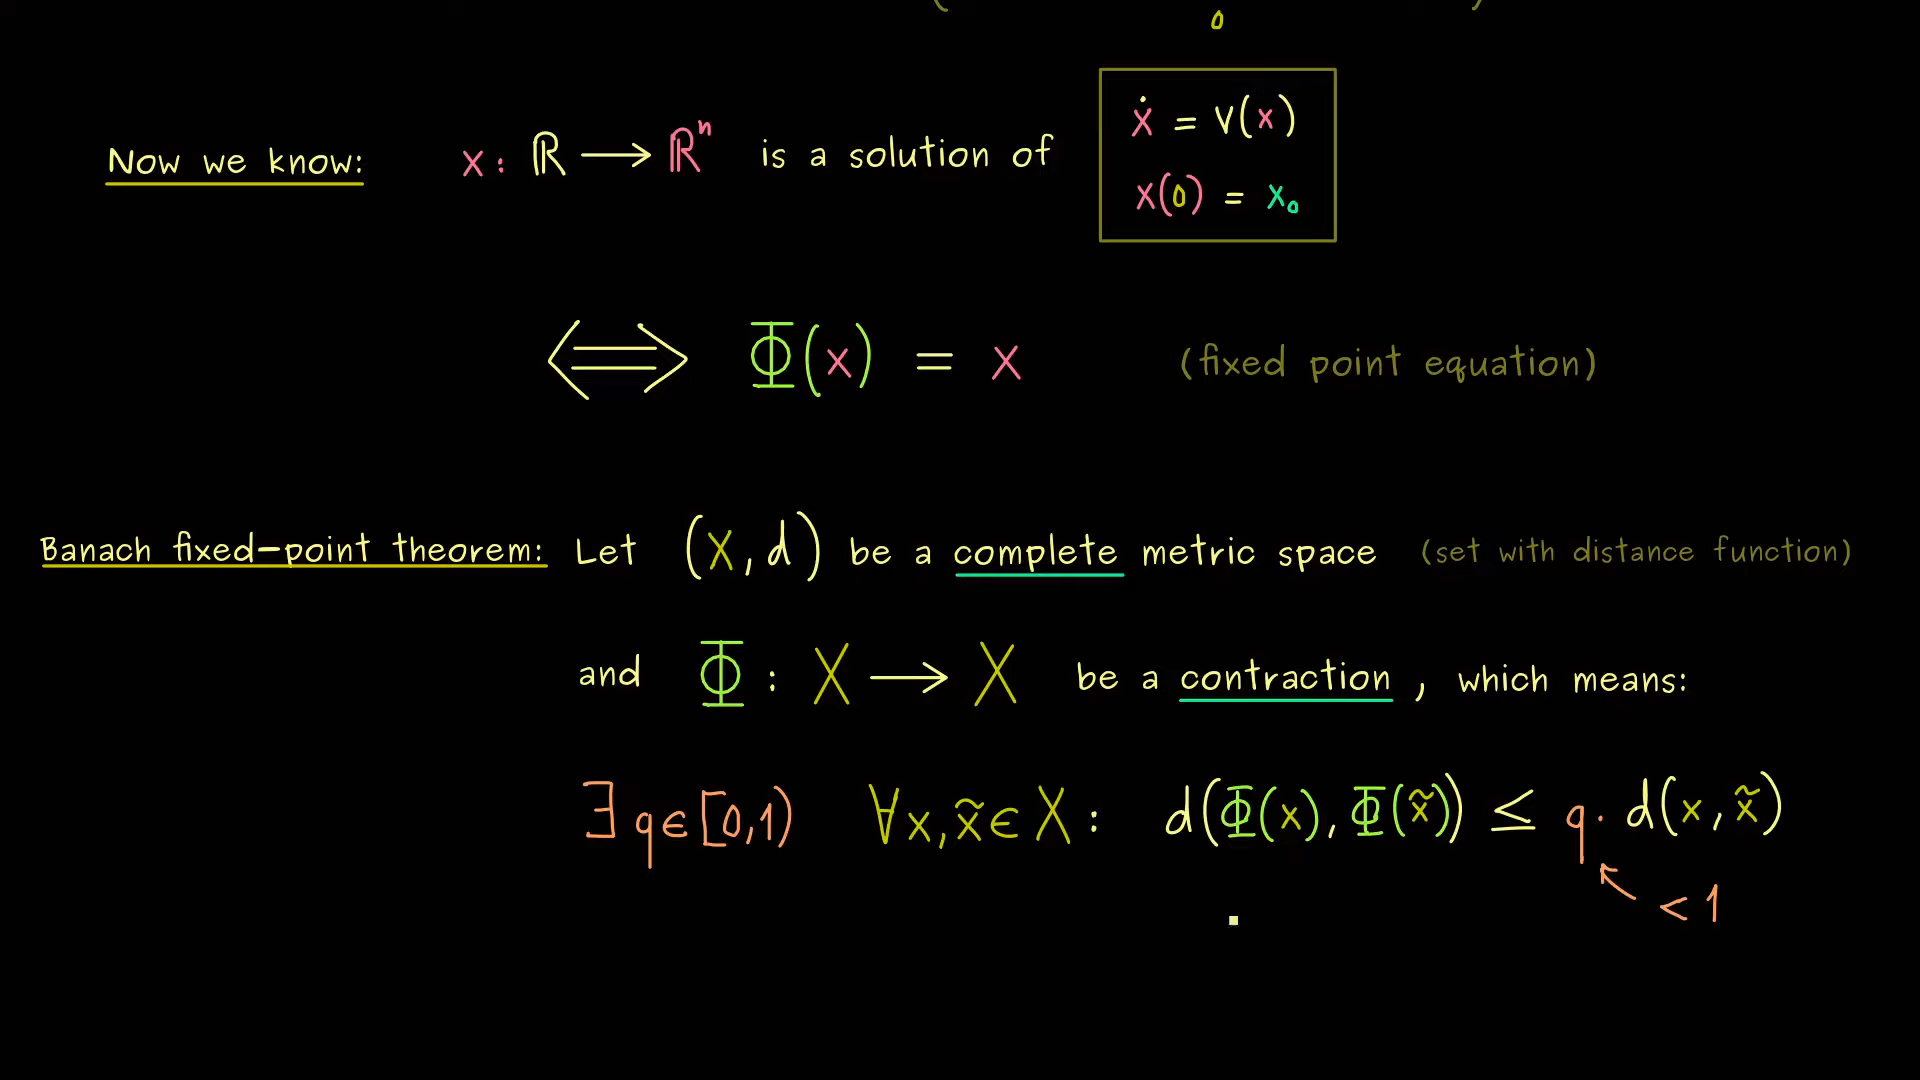 0
Now we know: x: ℝ ⟶ ℝⁿ is a solution of
ẋ = v(x)
x(0) = x₀
⟺ Φ(x) = x (fixed point equation)
Banach fixed-point theorem: Let (X, d) be a complete metric space (set with distance function)
and Φ : X ⟶ X be a contraction , which means:
∃ q ∈ [0,1) ∀ x, x̃ ∈ X : d(Φ(x), Φ(x̃)) ≤ q · d(x, x̃)
< 1